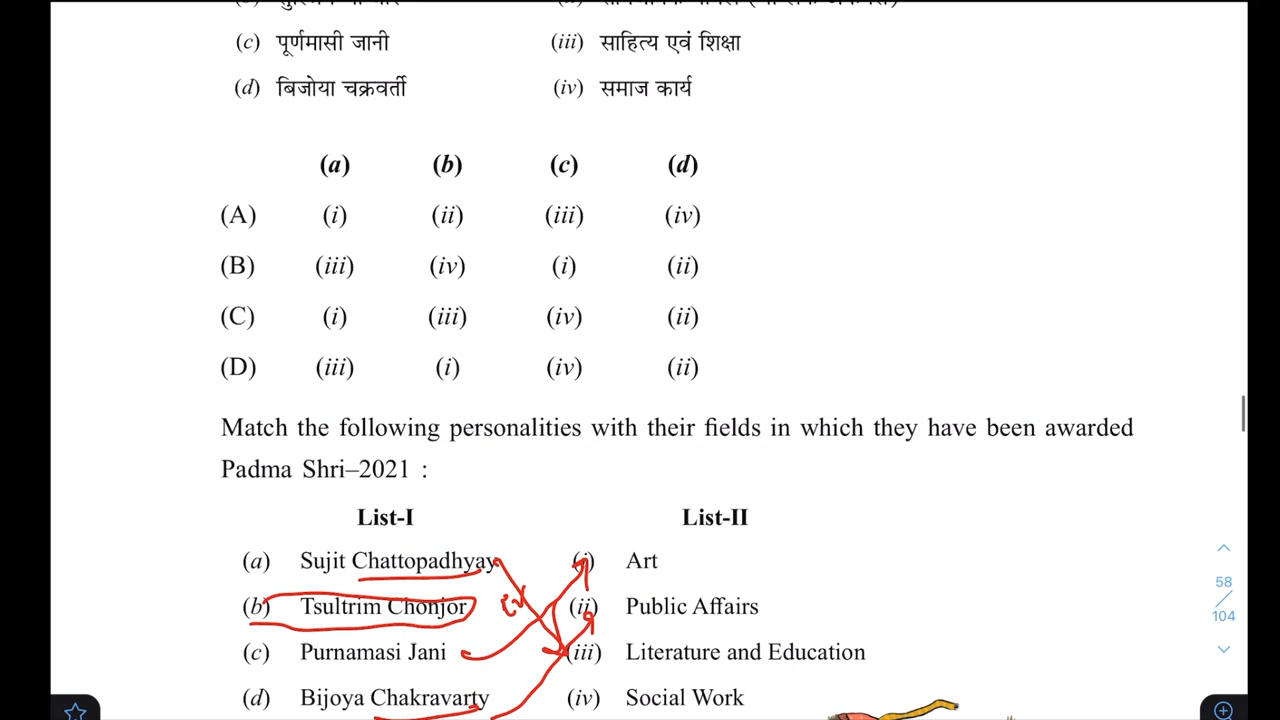 (c) पूर्णमासी जानी (iii) साहित्य एवं शिक्षा
(d) बिजोया चक्रवर्ती (iv) समाज कार्य
(a) (b) (c) (d)
(A) (i) (ii) (iii) (iv)
(B) (iii) (iv) (i) (ii)
(C) (i) (iii) (iv) (ii)
(D) (iii) (i) (iv) (ii)
Match the following personalities with their fields in which they have been awarded
Padma Shri–2021 :
List-I List-II
(a) Sujit Chattopadhyay (i) Art
(b) Tsultrim Chonjor (ii) Public Affairs
(c) Purnamasi Jani (iii) Literature and Education
(d) Bijoya Chakravarty (iv) Social Work
58
104